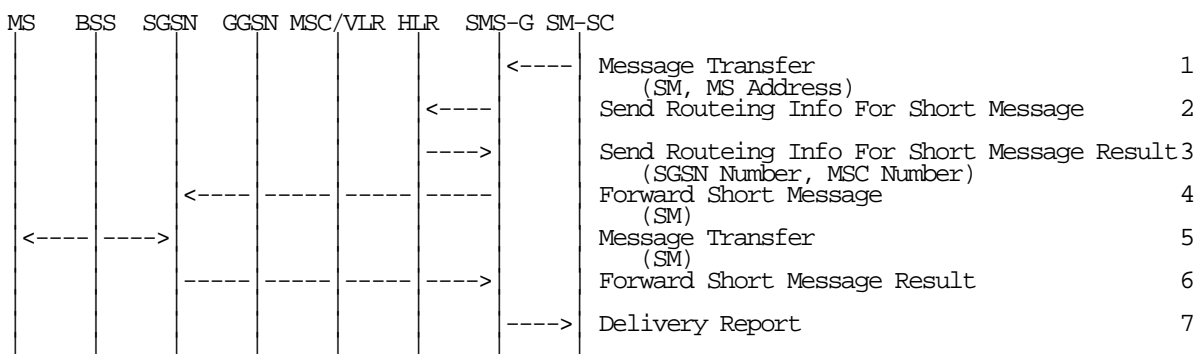 MS BSS SGSN GGSN MSC/VLR HLR SMS-G SM-SC
Message Transfer 1
(SM, MS Address)
Send Routeing Info For Short Message 2
Send Routeing Info For Short Message Result3
(SGSN Number, MSC Number)
Forward Short Message 4
(SM)
Message Transfer 5
(SM)
Forward Short Message Result 6
Delivery Report 7